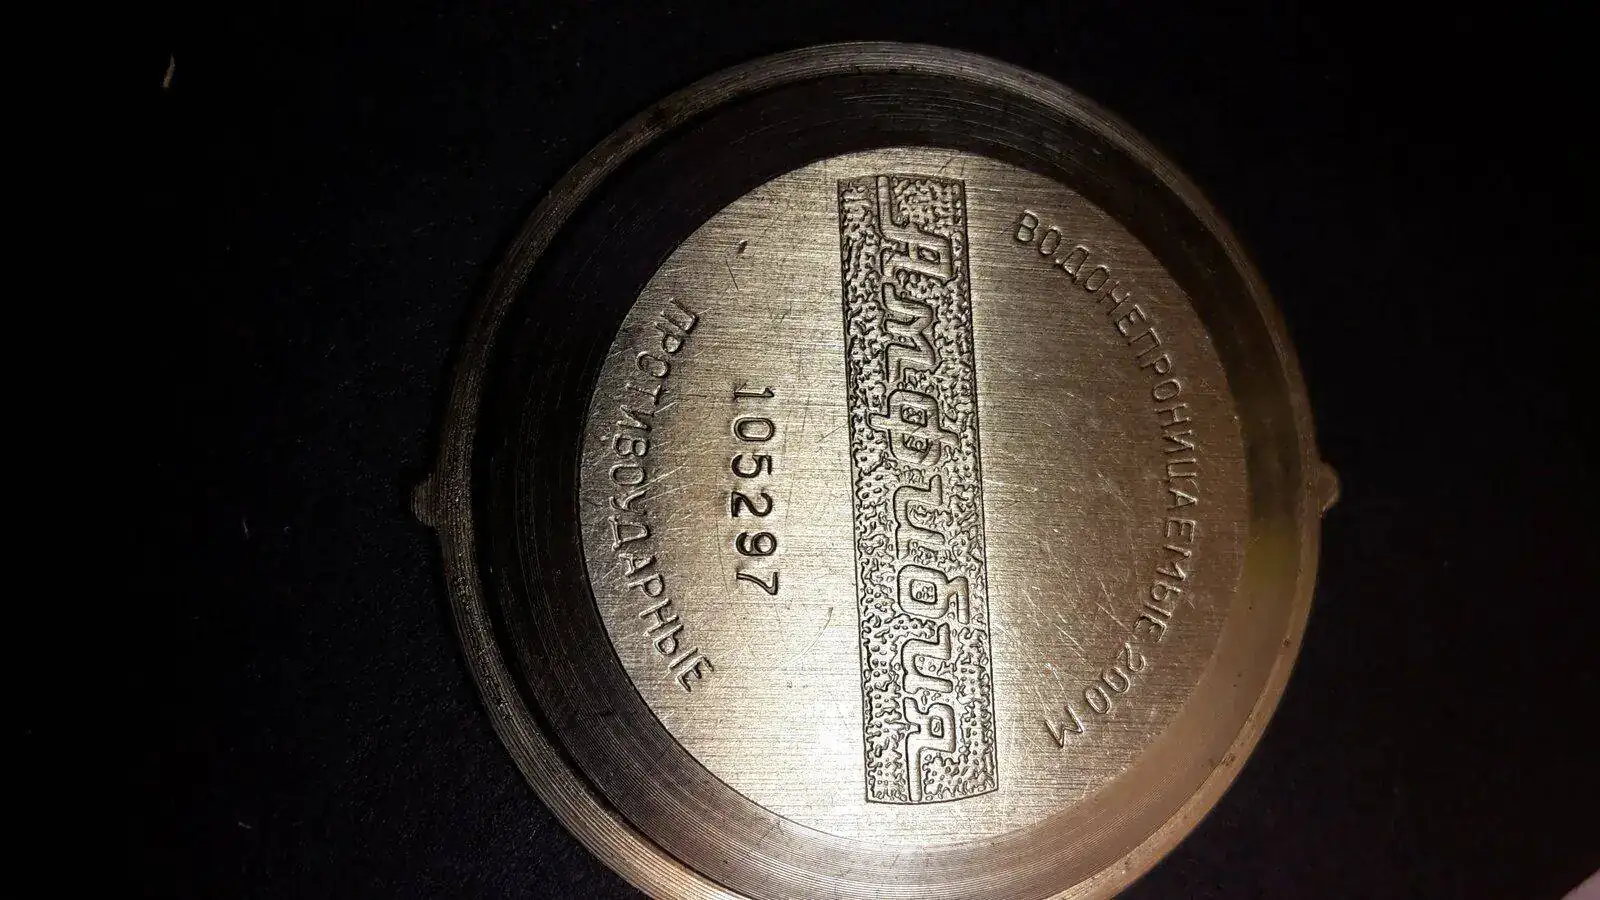 ВОДОНЕПРОНИЦАЕМЫЕ 200 М
Амфибия
105297
ПРОТИВОУДАРНЫЕ